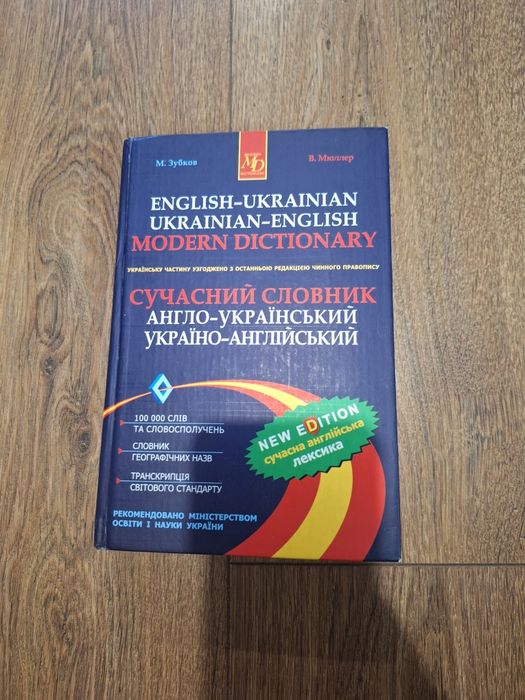 М. Зубков
В. Мюллер
MD
ENGLISH–UKRAINIAN
UKRAINIAN–ENGLISH
MODERN DICTIONARY
УКРАЇНСЬКУ ЧАСТИНУ УЗГОДЖЕНО З ОСТАННЬОЮ РЕДАКЦІЄЮ ЧИННОГО ПРАВОПИСУ
СУЧАСНИЙ СЛОВНИК
АНГЛО-УКРАЇНСЬКИЙ
УКРАЇНО-АНГЛІЙСЬКИЙ
100 000 СЛІВ
ТА СЛОВОСПОЛУЧЕНЬ
СЛОВНИК
ГЕОГРАФІЧНИХ НАЗВ
ТРАНСКРИПЦІЯ
СВІТОВОГО СТАНДАРТУ
NEW EDITION
сучасна англійська
лексика
РЕКОМЕНДОВАНО МІНІСТЕРСТВОМ
ОСВІТИ І НАУКИ УКРАЇНИ